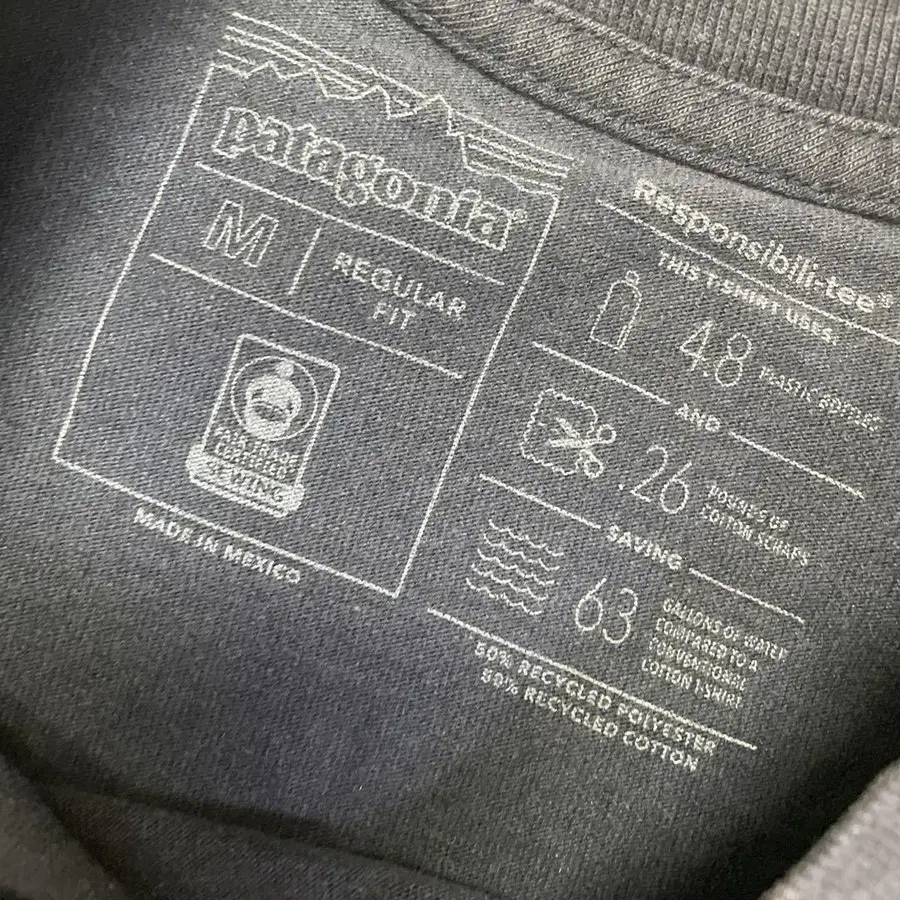 patagonia®
M
REGULAR
FIT
FAIR TRADE
CERTIFIED
SEWING
MADE IN MEXICO
Responsibili-tee®
THIS T-SHIRT USES:
4.8 PLASTIC BOTTLES
AND
.26 POUNDS OF
COTTON SCRAPS
SAVING
63 GALLONS OF WATER
COMPARED TO A
CONVENTIONAL
COTTON T-SHIRT
50% RECYCLED POLYESTER
50% RECYCLED COTTON